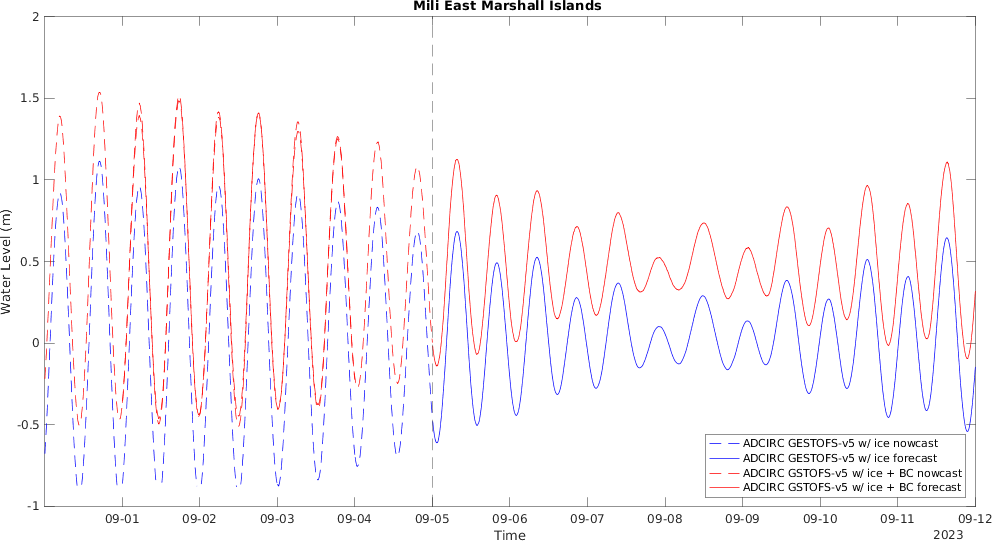 Mili East Marshall Islands
2
1.5
1
0.5
0
-0.5
-1
Water Level (m)
09-01
09-02
09-03
09-04
09-05
09-06
09-07
09-08
09-09
09-10
09-11
09-12
Time
2023
ADCIRC GESTOFS-v5 w/ ice nowcast
ADCIRC GESTOFS-v5 w/ ice forecast
ADCIRC GSTOFS-v5 w/ ice + BC nowcast
ADCIRC GSTOFS-v5 w/ ice + BC forecast